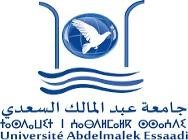 جامعة عبد المالك السعدي
Université Abdelmalek Essaadi